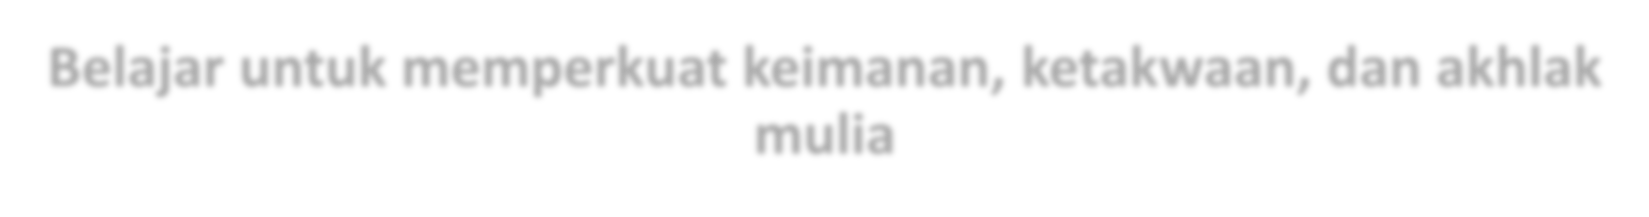 Belajar untuk memperkuat keimanan, ketakwaan, dan akhlak
mulia